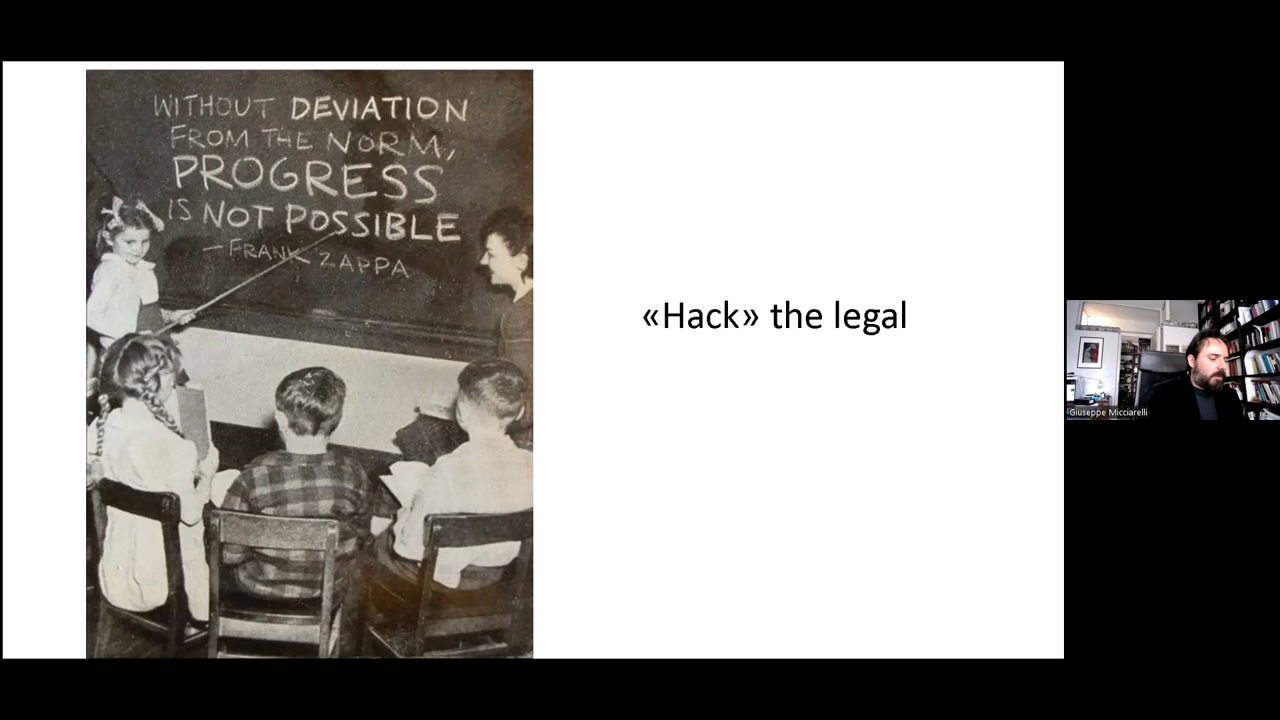 WITHOUT DEVIATION
FROM THE NORM,
PROGRESS
IS NOT POSSIBLE
— FRANK ZAPPA
«Hack» the legal
Giuseppe Micciarelli